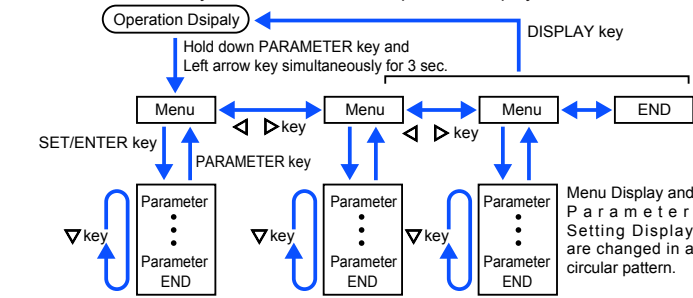 Operation Dsipaly
DISPLAY key
Hold down PARAMETER key and
Left arrow key simultaneously for 3 sec.
Menu
Menu
Menu
END
key
key
SET/ENTER key
PARAMETER key
Parameter
Parameter
END
key
Parameter
Parameter
END
key
Parameter
Parameter
END
key
Menu Display and
Parameter
Setting Display
are changed in a
circular pattern.